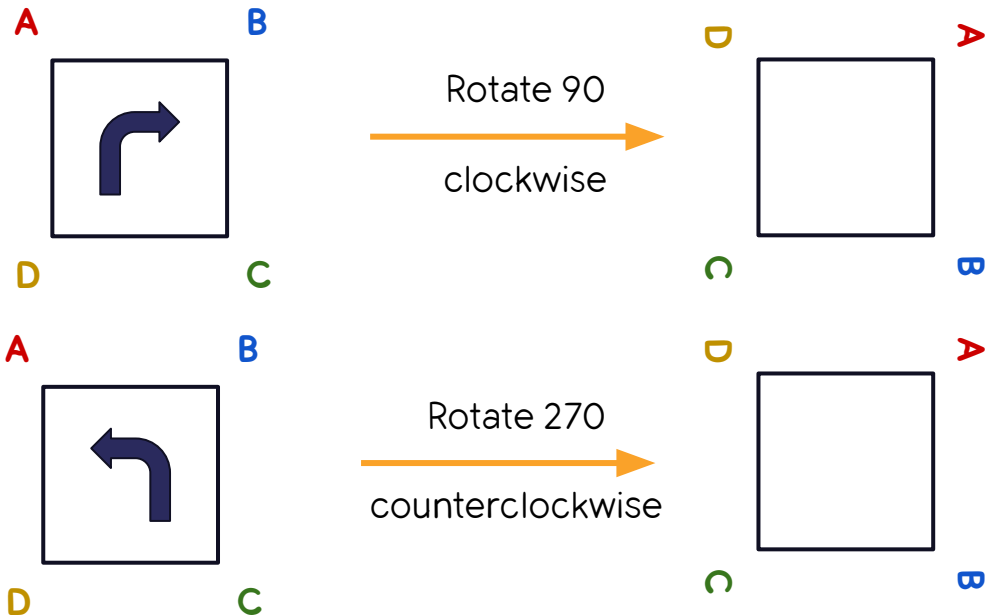 A B
D A
Rotate 90
clockwise
D C
C B
A B
D A
Rotate 270
counterclockwise
D C
C B